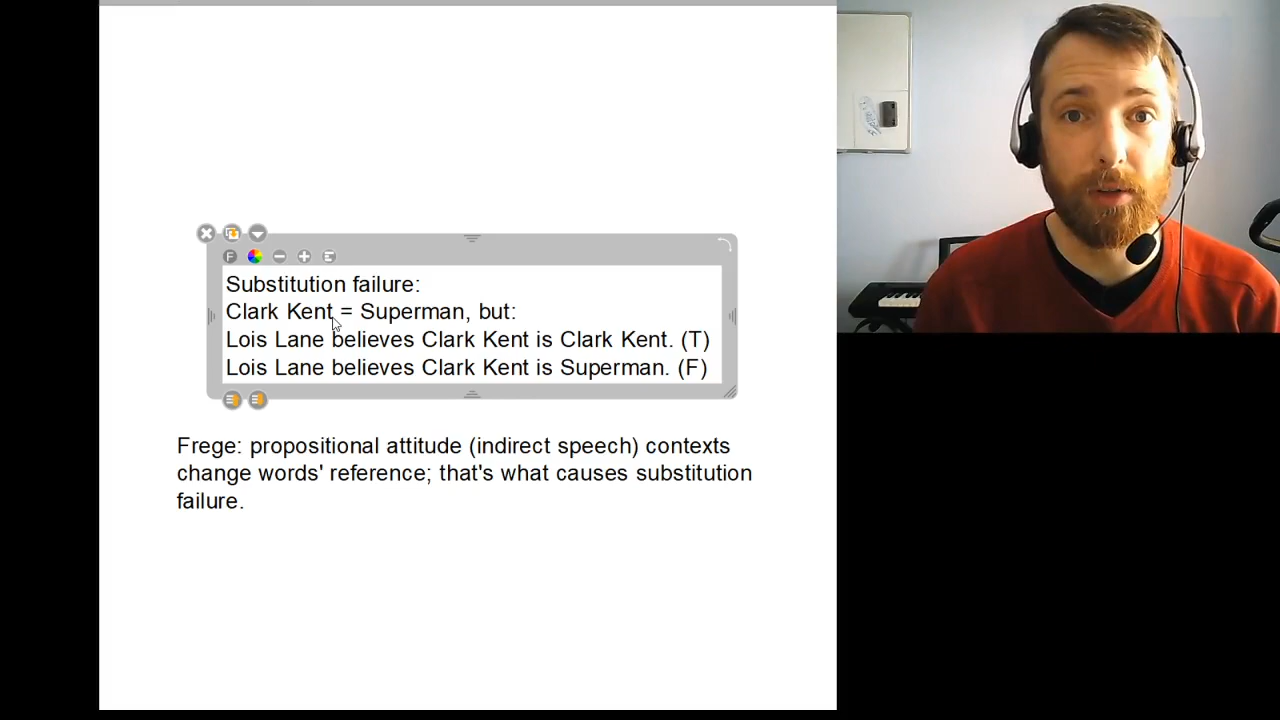 Substitution failure:
Clark Kent = Superman, but:
Lois Lane believes Clark Kent is Clark Kent. (T)
Lois Lane believes Clark Kent is Superman. (F)
Frege: propositional attitude (indirect speech) contexts
change words' reference; that's what causes substitution
failure.